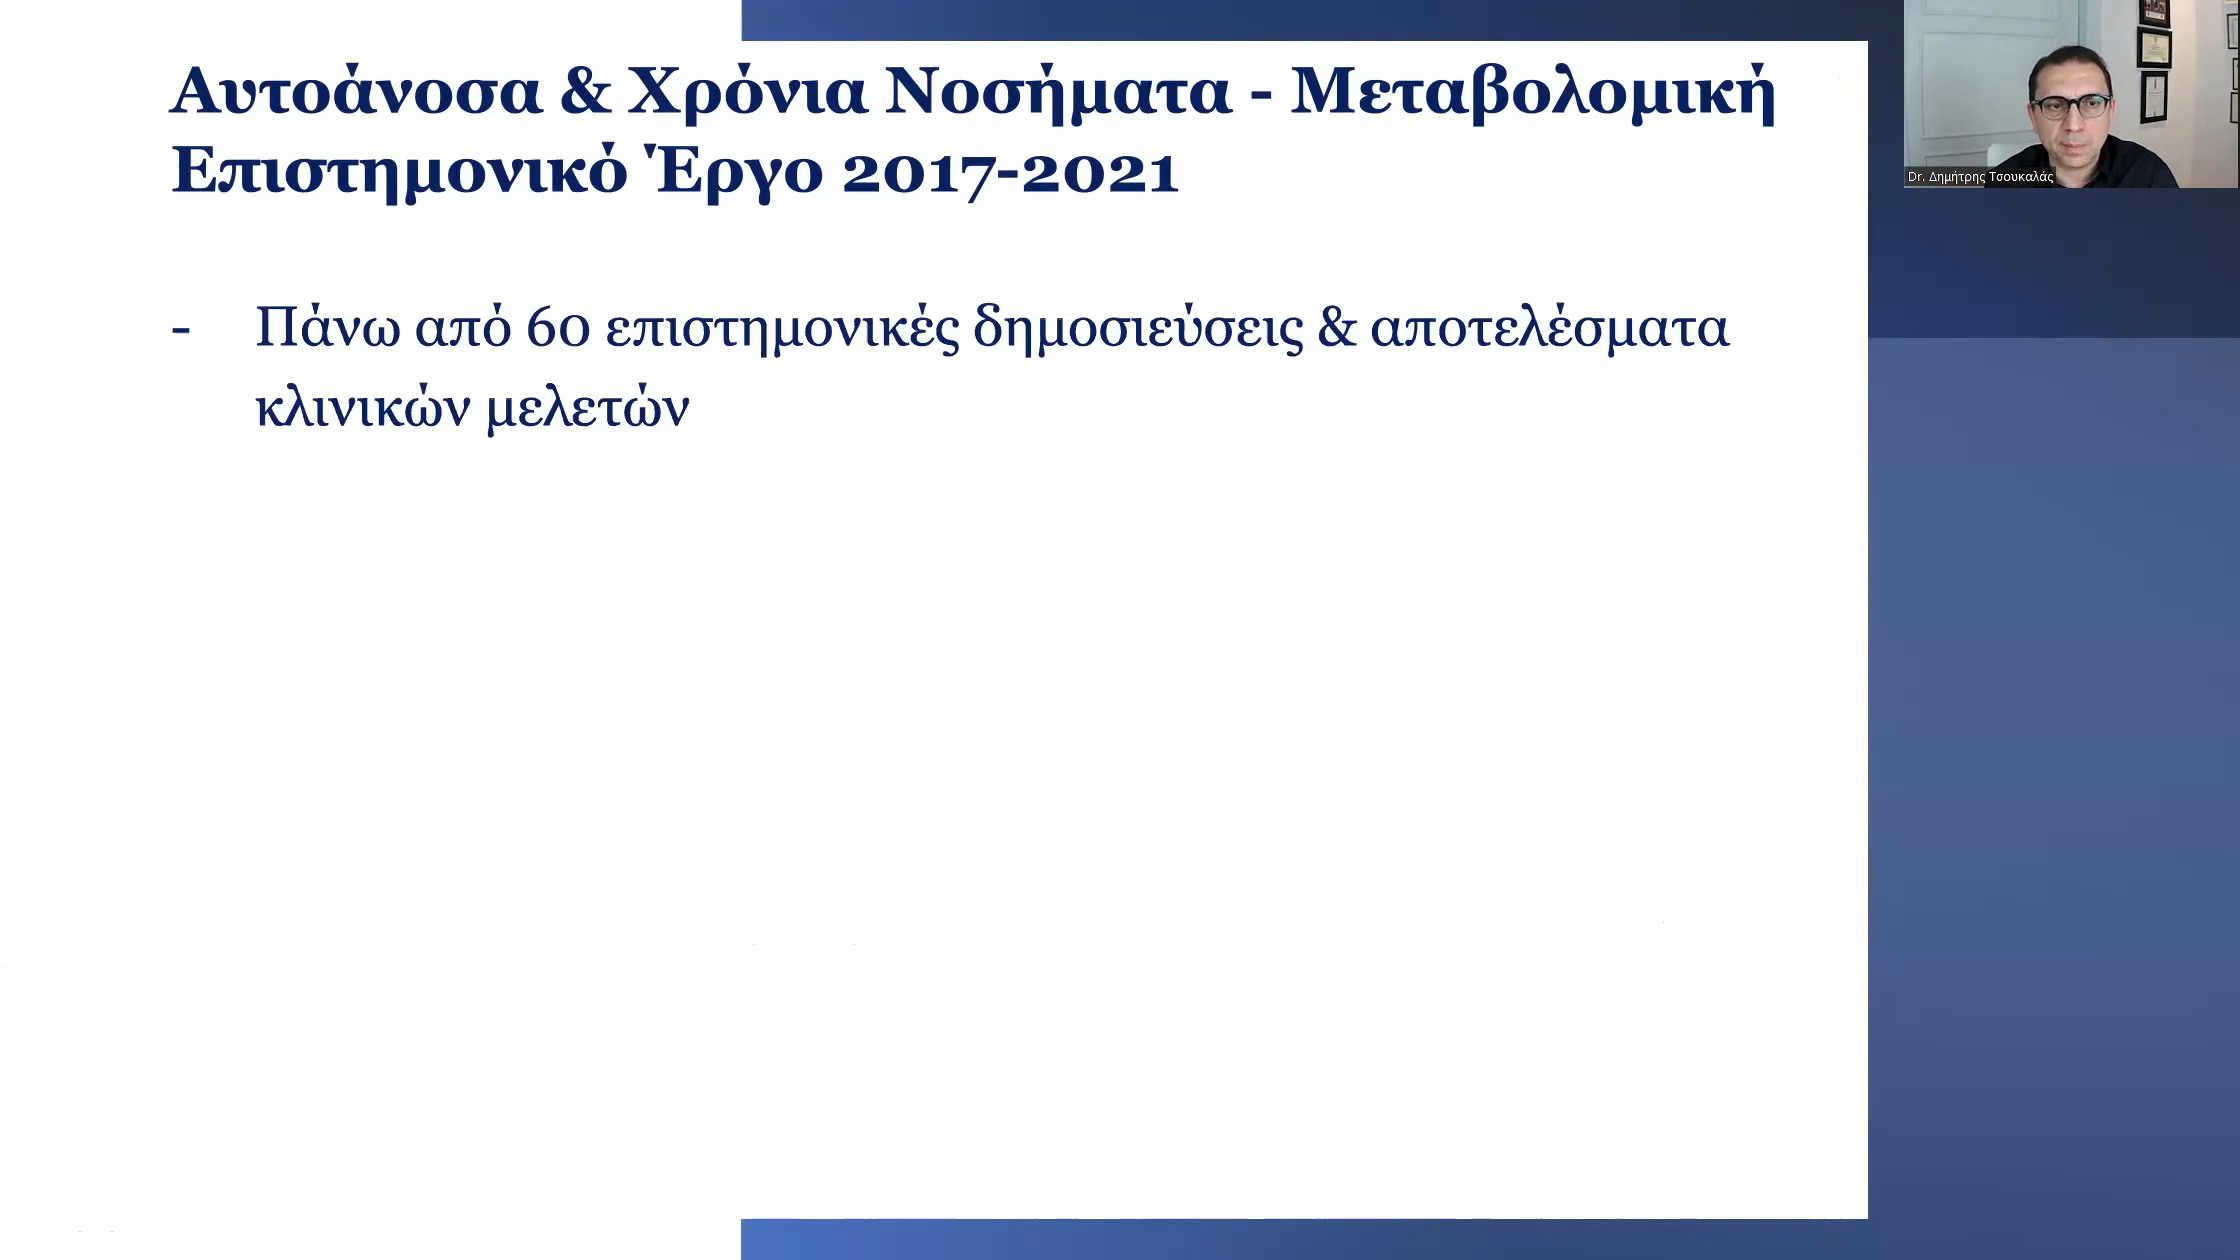 Αυτοάνοσα & Χρόνια Νοσήματα - Μεταβολομική
Επιστημονικό Έργο 2017-2021
- Πάνω από 60 επιστημονικές δημοσιεύσεις & αποτελέσματα
κλινικών μελετών
Dr. Δημήτρης Τσουκαλάς